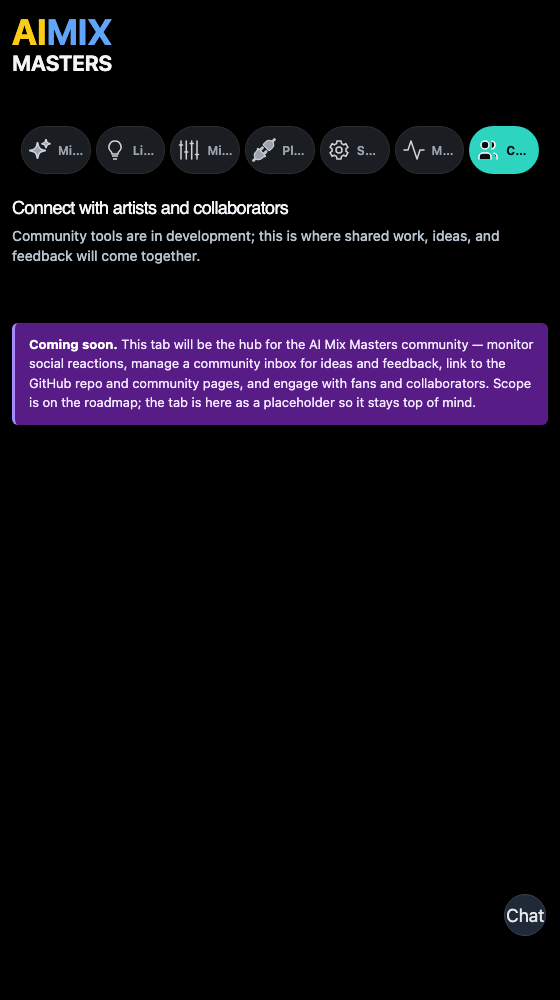 AIMIX
MASTERS
Mi...
Li...
Mi...
Pl...
S...
M...
C...
Connect with artists and collaborators
Community tools are in development; this is where shared work, ideas, and
feedback will come together.
Coming soon. This tab will be the hub for the AI Mix Masters community — monitor
social reactions, manage a community inbox for ideas and feedback, link to the
GitHub repo and community pages, and engage with fans and collaborators. Scope
is on the roadmap; the tab is here as a placeholder so it stays top of mind.
Chat